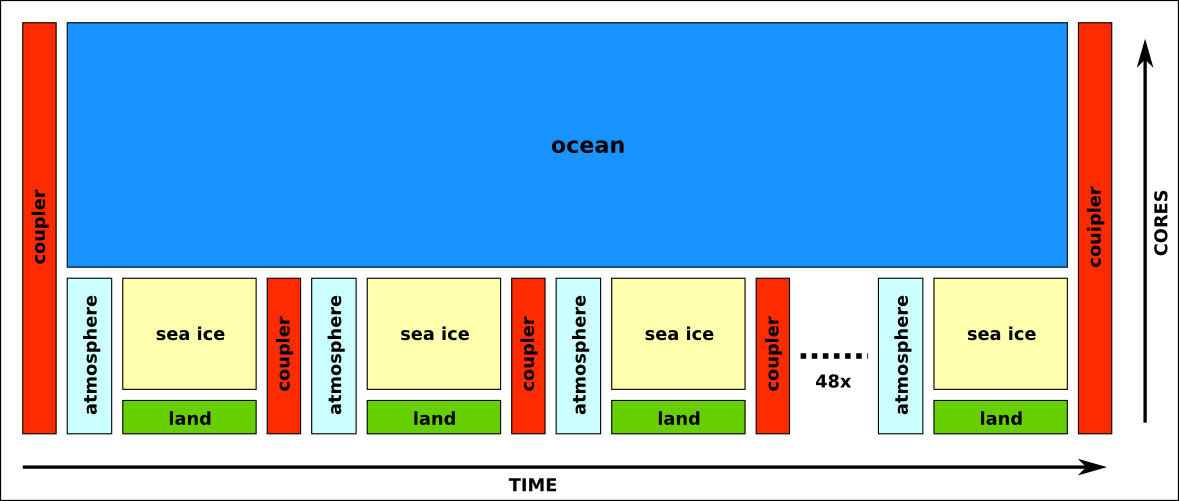 ocean
coupler
couipler
CORES
atmosphere
sea ice
land
coupler
atmosphere
sea ice
land
coupler
atmosphere
sea ice
land
coupler
48x
atmosphere
sea ice
land
TIME